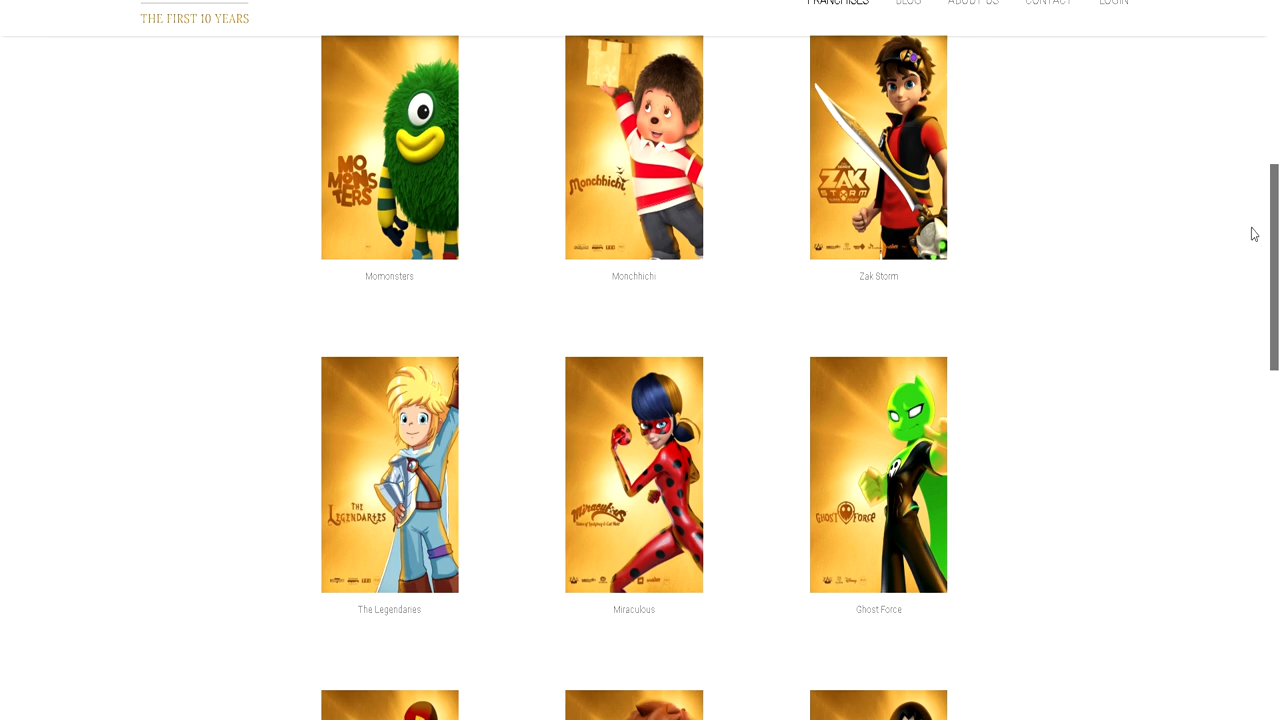 THE FIRST 10 YEARS
FRANCHISES
BLOG
ABOUT US
CONTACT
LOGIN
MO
MONS
TERS
Monchhichi
ZAK
STORM
Momonsters
Monchhichi
Zak Storm
THE
LEGENDARIES
Miraculous
GHOST FORCE
The Legendaries
Miraculous
Ghost Force